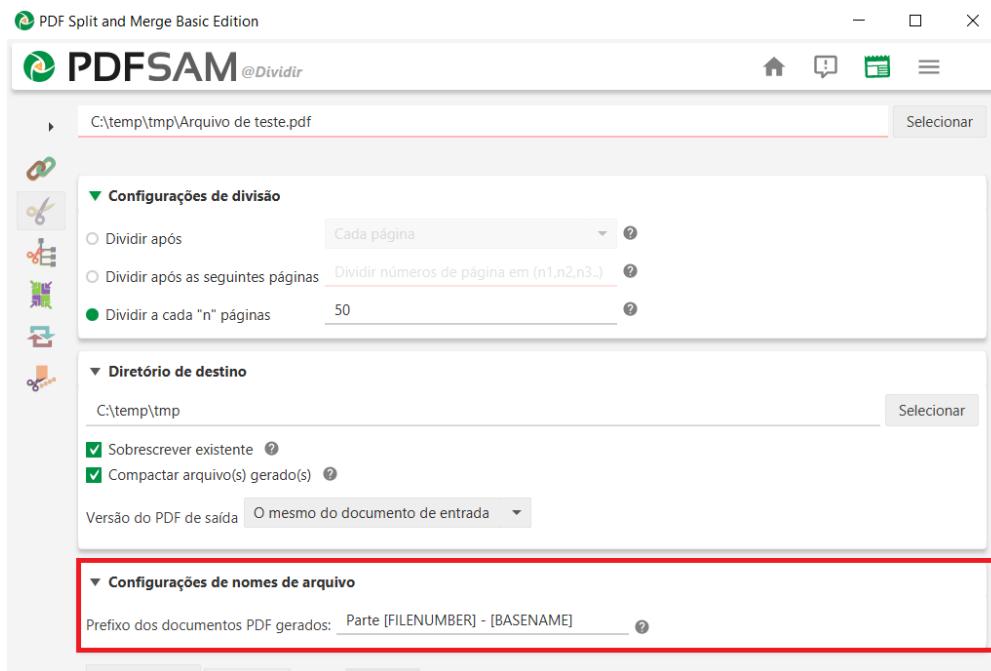 PDF Split and Merge Basic Edition
PDFSAM @Dividir
C:\temp\tmp\Arquivo de teste.pdf Selecionar
Configurações de divisão
Dividir após Cada página
Dividir após as seguintes páginas Dividir números de página em (n1,n2,n3..)
Dividir a cada "n" páginas 50
Diretório de destino
C:\temp\tmp Selecionar
Sobrescrever existente
Compactar arquivo(s) gerado(s)
Versão do PDF de saída O mesmo do documento de entrada
Configurações de nomes de arquivo
Prefixo dos documentos PDF gerados: Parte [FILENUMBER] - [BASENAME]